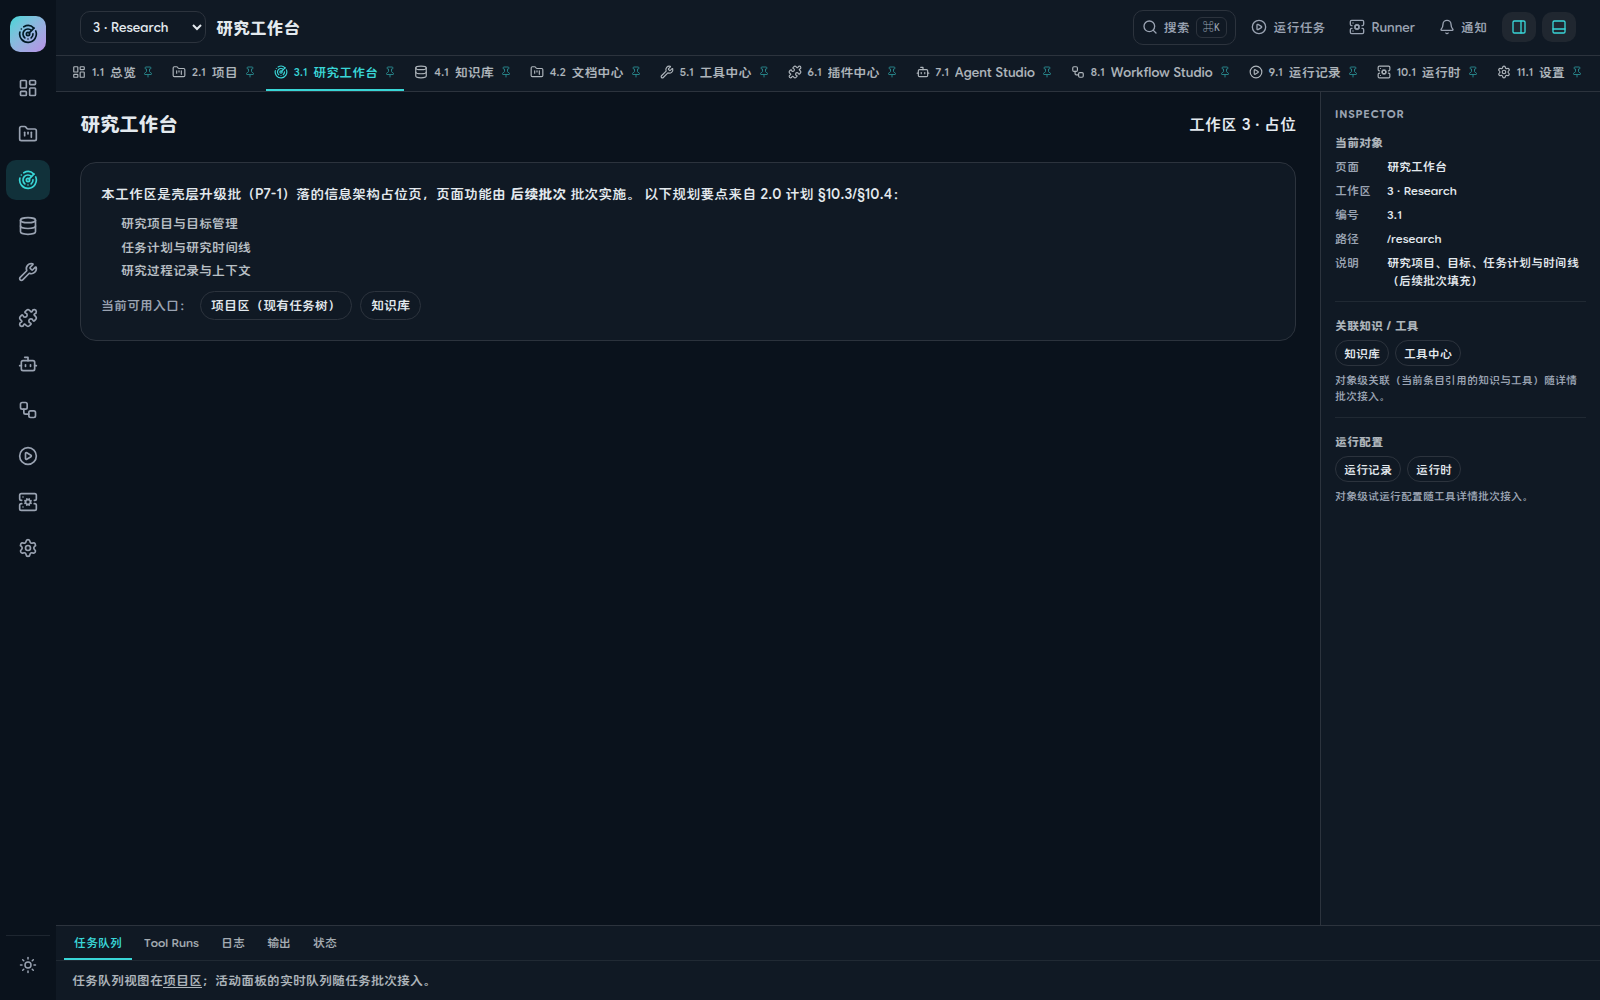 3 · Research
研究工作台
搜索 ⌘K
运行任务
Runner
通知
1.1 总览
2.1 项目
3.1 研究工作台
4.1 知识库
4.2 文档中心
5.1 工具中心
6.1 插件中心
7.1 Agent Studio
8.1 Workflow Studio
9.1 运行记录
10.1 运行时
11.1 设置
研究工作台
工作区 3 · 占位
本工作区是壳层升级批（P7-1）落的信息架构占位页，页面功能由 后续批次 批次实施。 以下规划要点来自 2.0 计划 §10.3/§10.4：
研究项目与目标管理
任务计划与研究时间线
研究过程记录与上下文
当前可用入口： 项目区（现有任务树） 知识库
INSPECTOR
当前对象
页面 研究工作台
工作区 3 · Research
编号 3.1
路径 /research
说明 研究项目、目标、任务计划与时间线
（后续批次填充）
关联知识 / 工具
知识库 工具中心
对象级关联（当前条目引用的知识与工具）随详情
批次接入。
运行配置
运行记录 运行时
对象级试运行配置随工具详情批次接入。
任务队列 Tool Runs 日志 输出 状态
任务队列视图在项目区；活动面板的实时队列随任务批次接入。